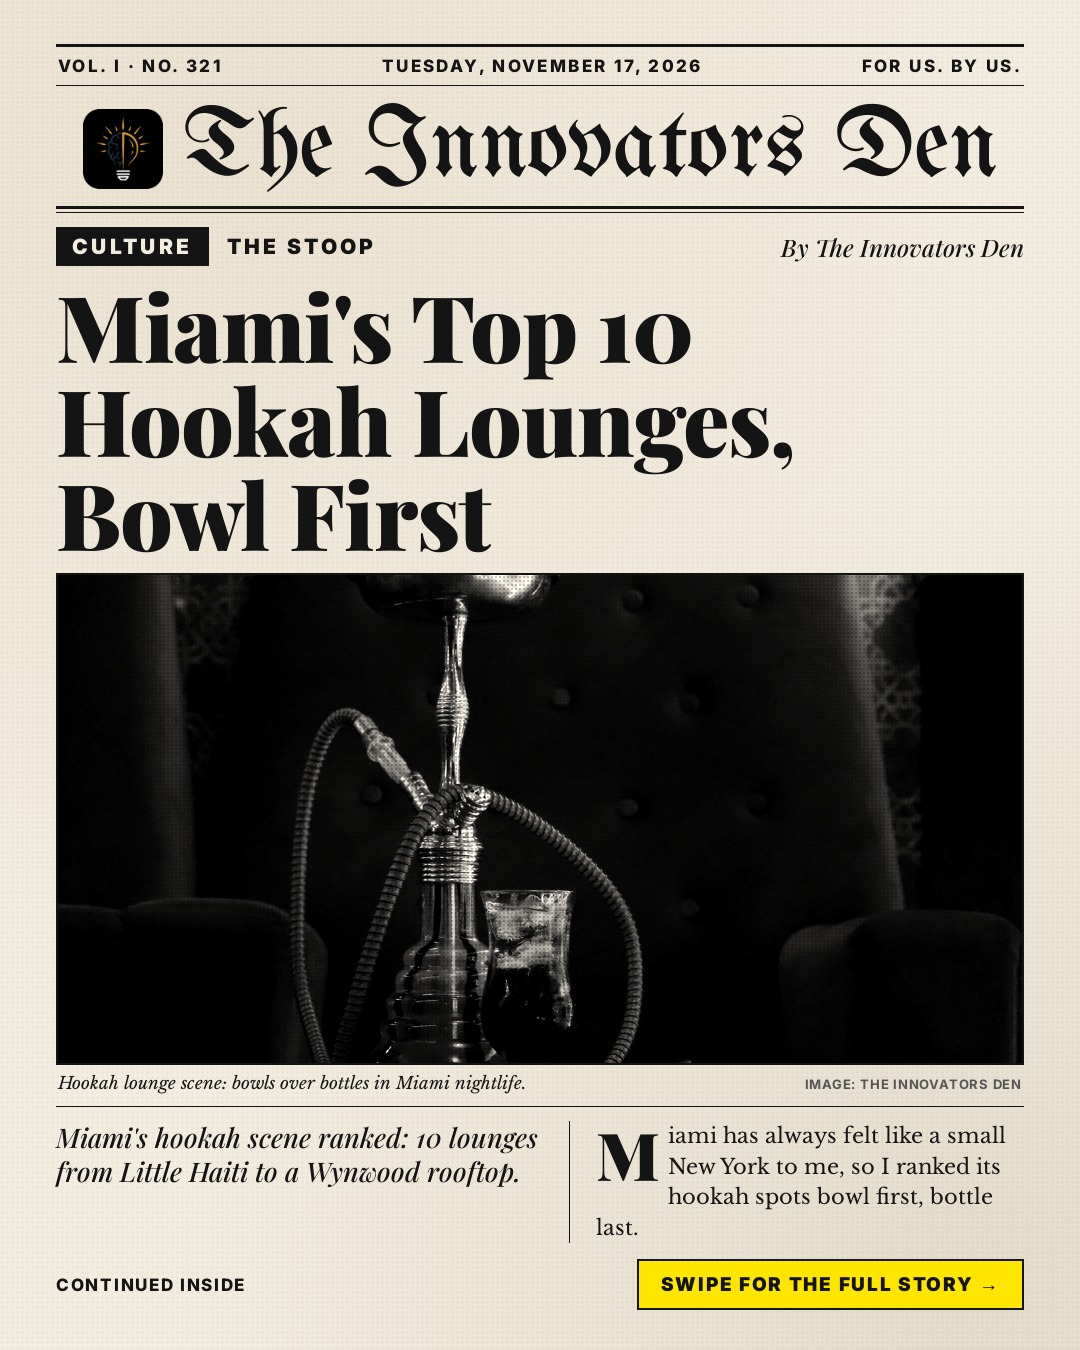 VOL. I · NO. 321
TUESDAY, NOVEMBER 17, 2026
FOR US. BY US.
The Innovators Den
CULTURE
THE STOOP
By The Innovators Den
Miami's Top 10
Hookah Lounges,
Bowl First
Hookah lounge scene: bowls over bottles in Miami nightlife.
IMAGE: THE INNOVATORS DEN
Miami's hookah scene ranked: 10 lounges
from Little Haiti to a Wynwood rooftop.
Miami has always felt like a small
New York to me, so I ranked its
hookah spots bowl first, bottle
last.
CONTINUED INSIDE
SWIPE FOR THE FULL STORY →